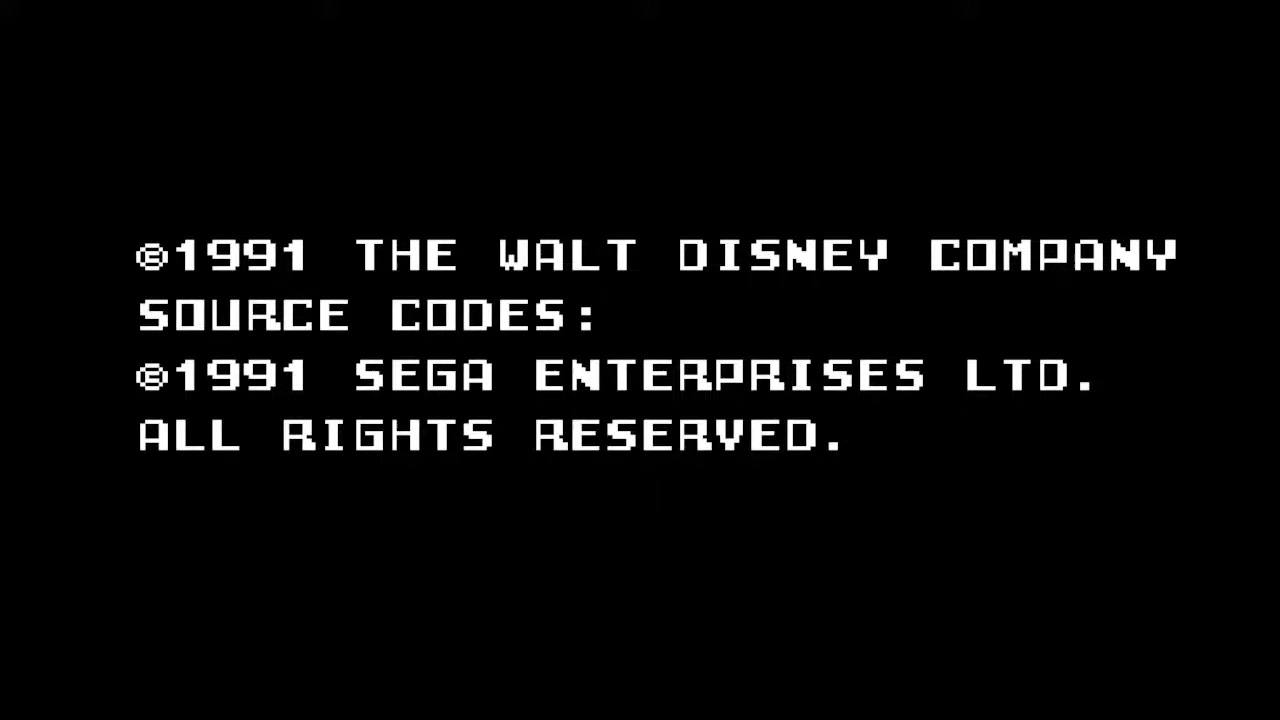 ©1991 THE WALT DISNEY COMPANY
SOURCE CODES:
©1991 SEGA ENTERPRISES LTD.
ALL RIGHTS RESERVED.